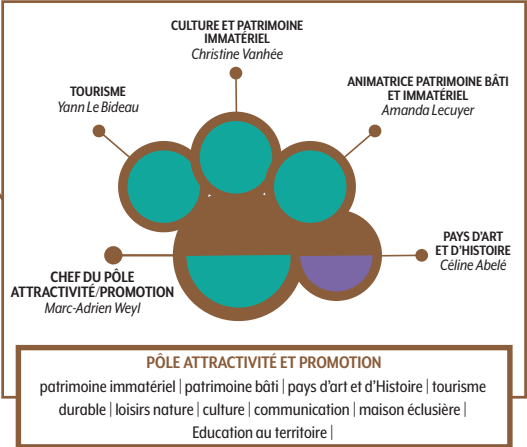 CULTURE ET PATRIMOINE
IMMATÉRIEL
Christine Vanhée
TOURISME
Yann Le Bideau
ANIMATRICE PATRIMOINE BÂTI
ET IMMATÉRIEL
Amanda Lecuyer
PAYS D'ART
ET D'HISTOIRE
Céline Abelé
CHEF DU PÔLE
ATTRACTIVITÉ/PROMOTION
Marc-Adrien Weyl
PÔLE ATTRACTIVITÉ ET PROMOTION
patrimoine immatériel | patrimoine bâti | pays d'art et d'Histoire | tourisme
durable | loisirs nature | culture | communication | maison éclusière |
Education au territoire |